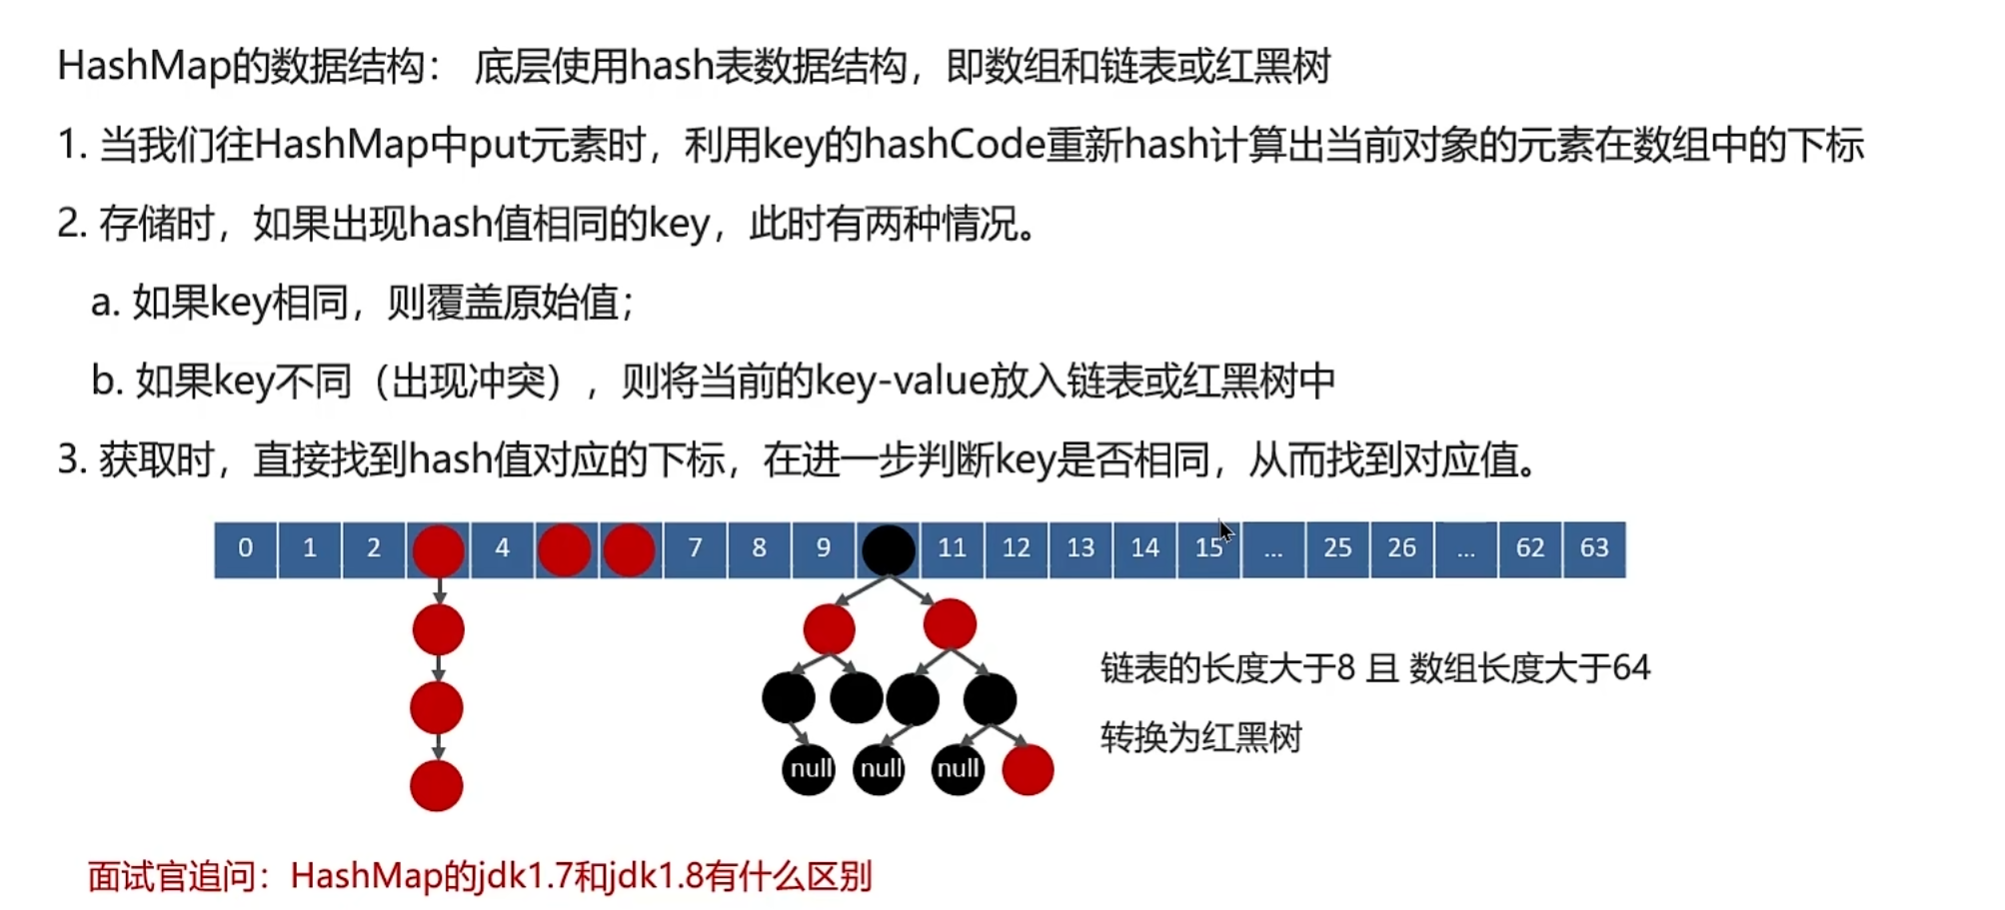 HashMap的数据结构： 底层使用hash表数据结构，即数组和链表或红黑树
1. 当我们往HashMap中put元素时，利用key的hashCode重新hash计算出当前对象的元素在数组中的下标
2. 存储时，如果出现hash值相同的key，此时有两种情况。
a. 如果key相同，则覆盖原始值；
b. 如果key不同（出现冲突），则将当前的key-value放入链表或红黑树中
3. 获取时，直接找到hash值对应的下标，在进一步判断key是否相同，从而找到对应值。
0 1 2 4 7 8 9 11 12 13 14 15 ... 25 26 ... 62 63
链表的长度大于8 且 数组长度大于64
转换为红黑树
null null null
面试官追问：HashMap的jdk1.7和jdk1.8有什么区别